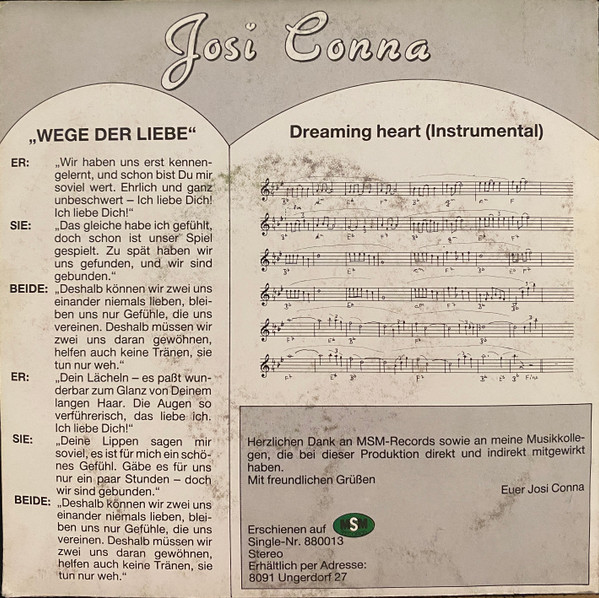 Josi Conna
„WEGE DER LIEBE“
ER: „Wir haben uns erst kennen-
gelernt, und schon bist Du mir
soviel wert. Ehrlich und ganz
unbeschwert – Ich liebe Dich!
Ich liebe Dich!“
SIE: „Das gleiche habe ich gefühlt,
doch schon ist unser Spiel
gespielt. Zu spät haben wir
uns gefunden, und wir sind
gebunden.“
BEIDE: „Deshalb können wir zwei uns
einander niemals lieben, blei-
ben uns nur Gefühle, die uns
vereinen. Deshalb müssen wir
zwei uns daran gewöhnen,
helfen auch keine Tränen, sie
tun nur weh.“
ER: „Dein Lächeln – es paßt wun-
derbar zum Glanz von Deinem
langen Haar. Die Augen so
verführerisch, das liebe ich.
Ich liebe Dich!“
SIE: „Deine Lippen sagen mir
soviel, es ist für mich ein schö-
nes Gefühl. Gäbe es für uns
nur ein paar Stunden – doch
wir sind gebunden.“
BEIDE: „Deshalb können wir zwei uns
einander niemals lieben, blei-
ben uns nur Gefühle, die uns
vereinen. Deshalb müssen wir
zwei uns daran gewöhnen,
helfen auch keine Tränen, sie
tun nur weh.“
Dreaming heart (Instrumental)
Herzlichen Dank an MSM-Records sowie an meine Musikkolle-
gen, die bei dieser Produktion direkt und indirekt mitgewirkt
haben.
Mit freundlichen Grüßen
Euer Josi Conna
Erschienen auf MSM
Single-Nr. 880013
Stereo
Erhältlich per Adresse:
8091 Ungerdorf 27